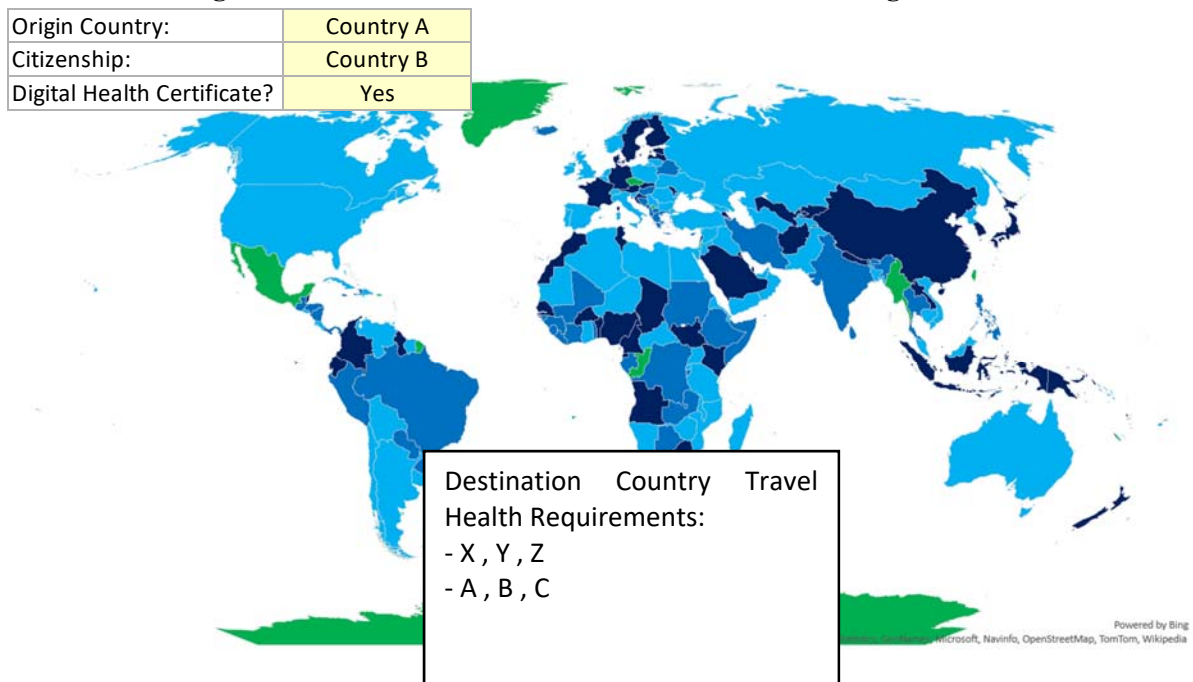 Origin Country: Country A
Citizenship: Country B
Digital Health Certificate? Yes
Destination Country Travel
Health Requirements:
- X , Y , Z
- A , B , C
Powered by Bing
Microsoft, Navinfo, OpenStreetMap, TomTom, Wikipedia